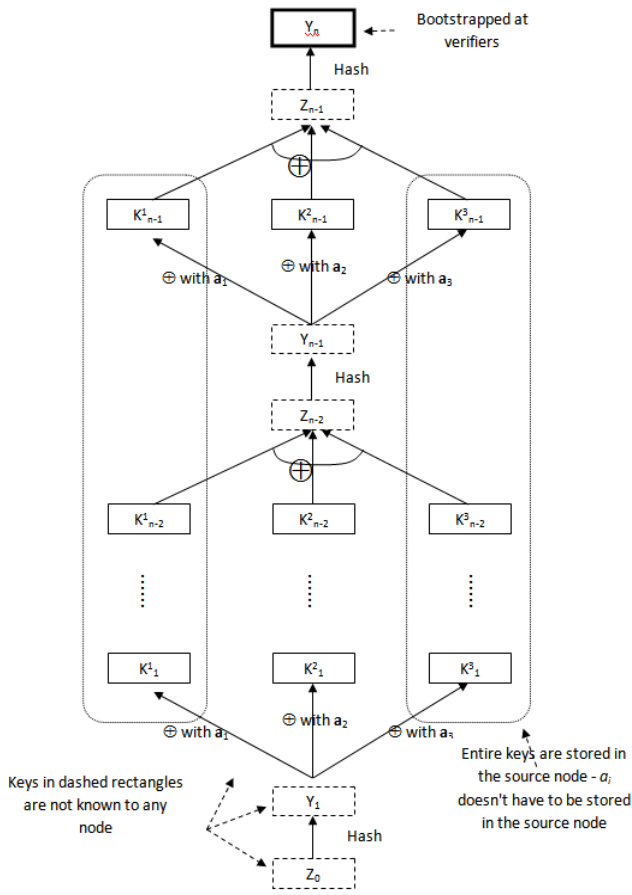 Yn
Bootstrapped at
verifiers
Hash
Zn-1
⊕
K¹n-1
K²n-1
K³n-1
⊕ with a1
⊕ with a2
⊕ with a3
Yn-1
Hash
Zn-2
⊕
K¹n-2
K²n-2
K³n-2
K¹1
K²1
K³1
⊕ with a1
⊕ with a2
⊕ with a3
Entire keys are stored in
the source node - ai
doesn't have to be stored
in the source node
Keys in dashed rectangles
are not known to any
node
Y1
Hash
Z0